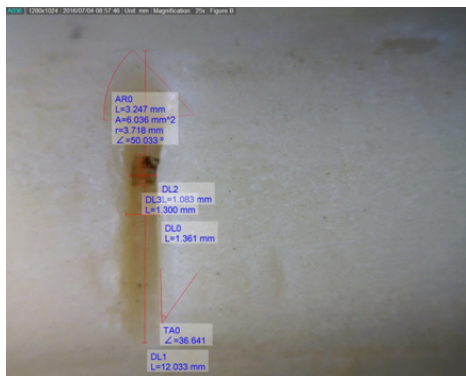 1280x1024 2016/07/04 08:57:46 Unit: mm Magnification: 25x Figure B
AR0
L=3.247 mm
A=6.036 mm^2
r=3.718 mm
∠=50.033 °
DL2
DL3L=1.083 mm
L=1.300 mm
DL0
L=1.361 mm
TA0
∠=36.641
DL1
L=12.033 mm